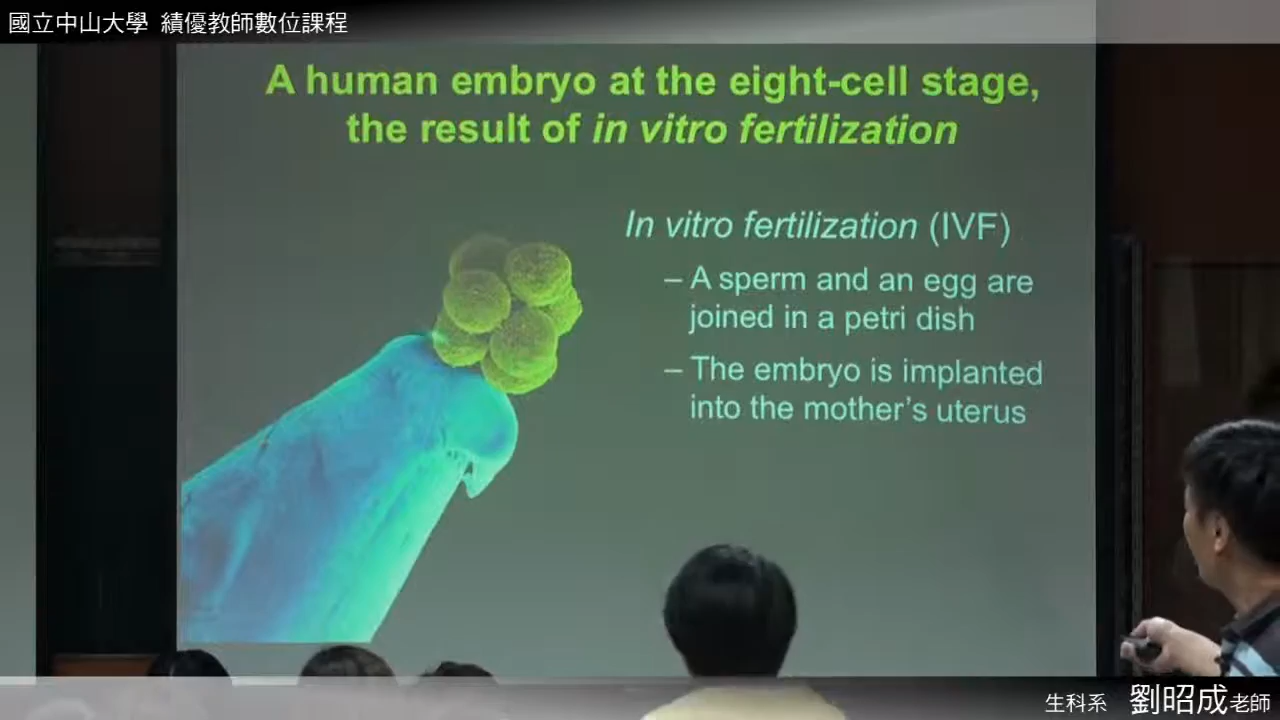 國立中山大學 績優教師數位課程
A human embryo at the eight-cell stage,
the result of in vitro fertilization
In vitro fertilization (IVF)
– A sperm and an egg are
joined in a petri dish
– The embryo is implanted
into the mother’s uterus
生科系 劉昭成老師